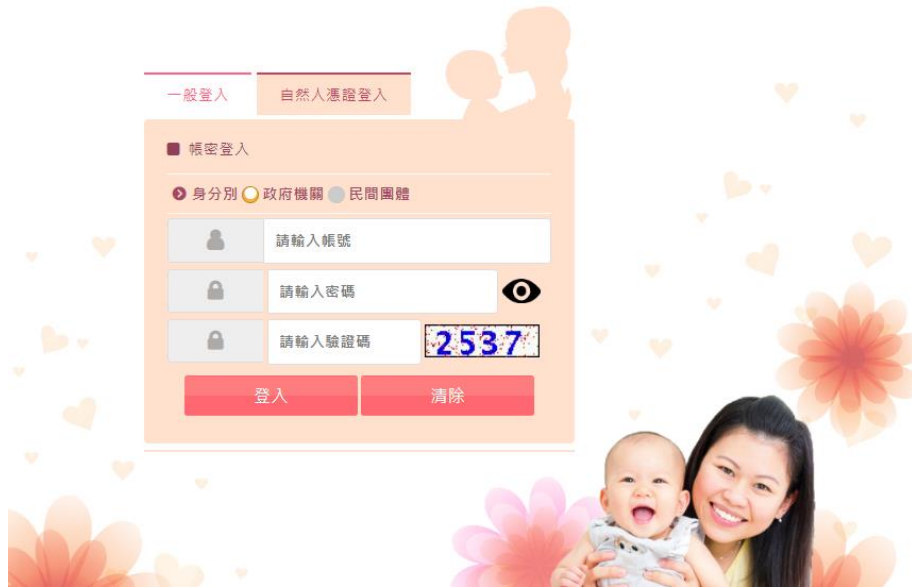 一般登入 自然人憑證登入
帳密登入
身分別 政府機關 民間團體
請輸入帳號
請輸入密碼
請輸入驗證碼 2537
登入 清除